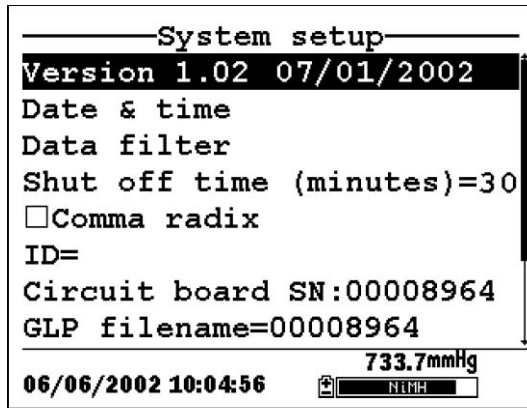 System setup
Version 1.02 07/01/2002
Date & time
Data filter
Shut off time (minutes)=30
Comma radix
ID=
Circuit board SN:00008964
GLP filename=00008964
733.7mmHg
06/06/2002 10:04:56
NiMH